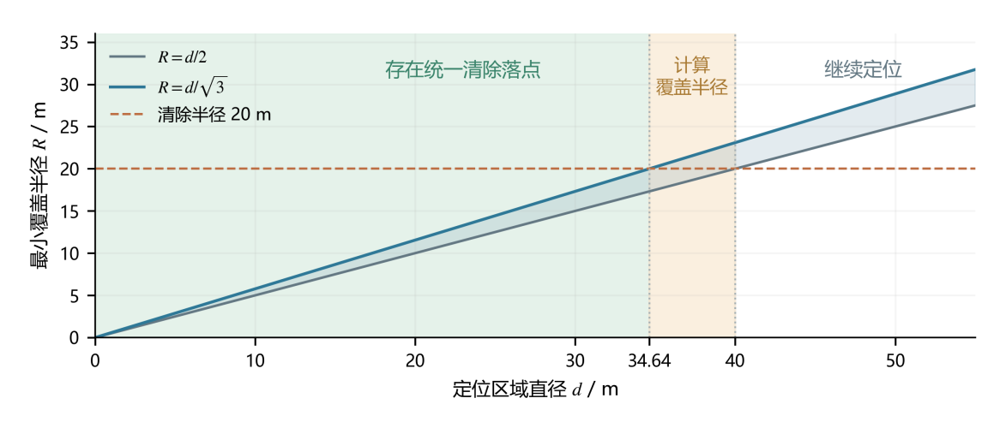 R=d/2
R=d/√3
清除半径 20 m
存在统一清除落点
计算
覆盖半径
继续定位
35
30
25
20
15
10
5
0
最小覆盖半径 R / m
0 10 20 30 34.64 40 50
定位区域直径 d / m